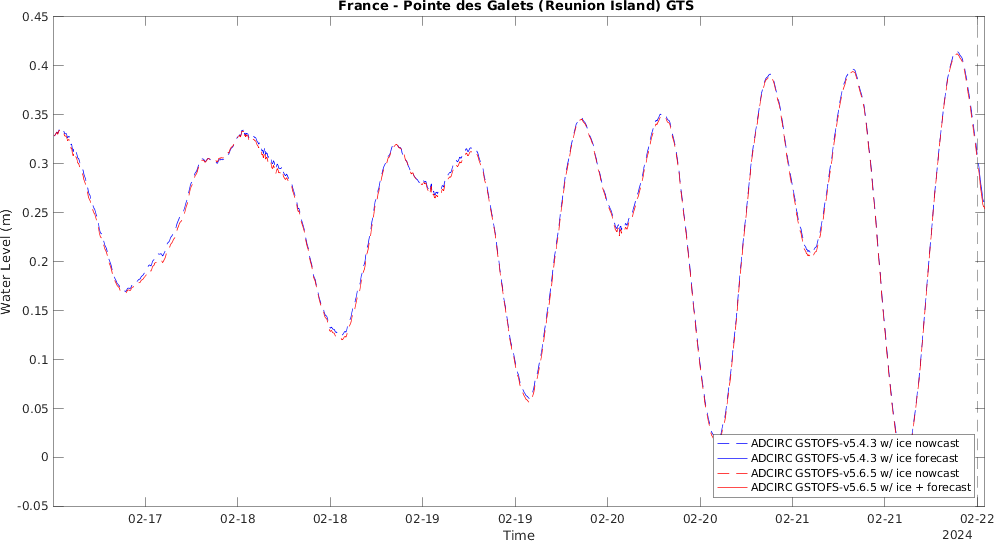 France - Pointe des Galets (Reunion Island) GTS
0.45
0.4
0.35
0.3
0.25
0.2
0.15
0.1
0.05
0
-0.05
Water Level (m)
ADCIRC GSTOFS-v5.4.3 w/ ice nowcast
ADCIRC GSTOFS-v5.4.3 w/ ice forecast
ADCIRC GSTOFS-v5.6.5 w/ ice nowcast
ADCIRC GSTOFS-v5.6.5 w/ ice + forecast
02-17 02-18 02-18 02-19 02-19 02-20 02-20 02-21 02-21 02-22
Time 2024